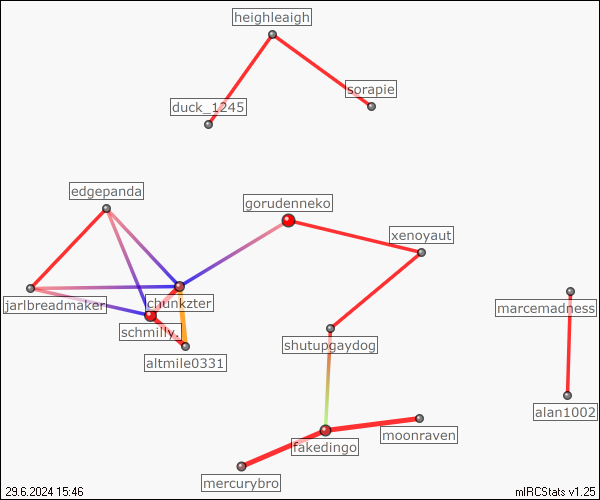 heighleaigh
sorapie
duck_1245
edgepanda
gorudenneko
xenoyaut
jarlbreadmaker
chunkzter
marcemadness
schmilly.
shutupgaydog
altmile0331
alan1002
moonraven
fakedingo
mercurybro
29.6.2024 15:46
mIRCStats v1.25